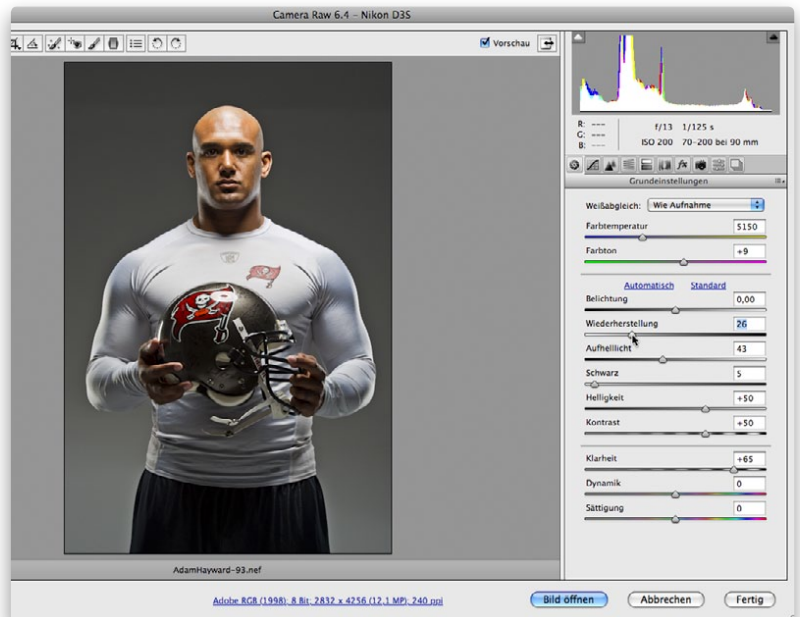 Camera Raw 6.4 – Nikon D3S
Vorschau
R: ---
G: ---
B: ---
f/13 1/125 s
ISO 200 70-200 bei 90 mm
fx
Grundeinstellungen
Weißabgleich: Wie Aufnahme
Farbtemperatur 5150
Farbton +9
Automatisch Standard
Belichtung 0,00
Wiederherstellung 26
Aufhelllicht 43
Schwarz 5
Helligkeit +50
Kontrast +50
Klarheit +65
Dynamik 0
Sättigung 0
AdamHayward-93.nef
Adobe RGB (1998); 8 Bit; 2832 x 4256 (12,1 MP); 240 ppi
Bild öffnen Abbrechen Fertig